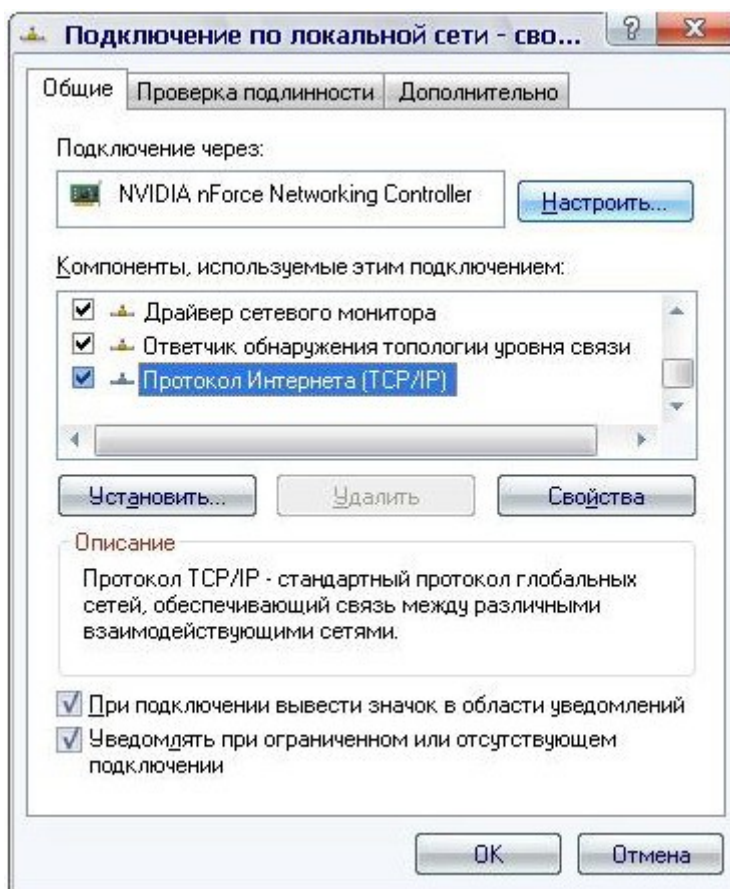 Подключение по локальной сети - сво...
Общие
Проверка подлинности
Дополнительно
Подключение через:
NVIDIA nForce Networking Controller
Настроить...
Компоненты, используемые этим подключением:
Драйвер сетевого монитора
Ответчик обнаружения топологии уровня связи
Протокол Интернета (TCP/IP)
Установить...
Удалить
Свойства
Описание
Протокол TCP/IP - стандартный протокол глобальных
сетей, обеспечивающий связь между различными
взаимодействующими сетями.
При подключении вывести значок в области уведомлений
Уведомлять при ограниченном или отсутствующем
подключении
OK
Отмена